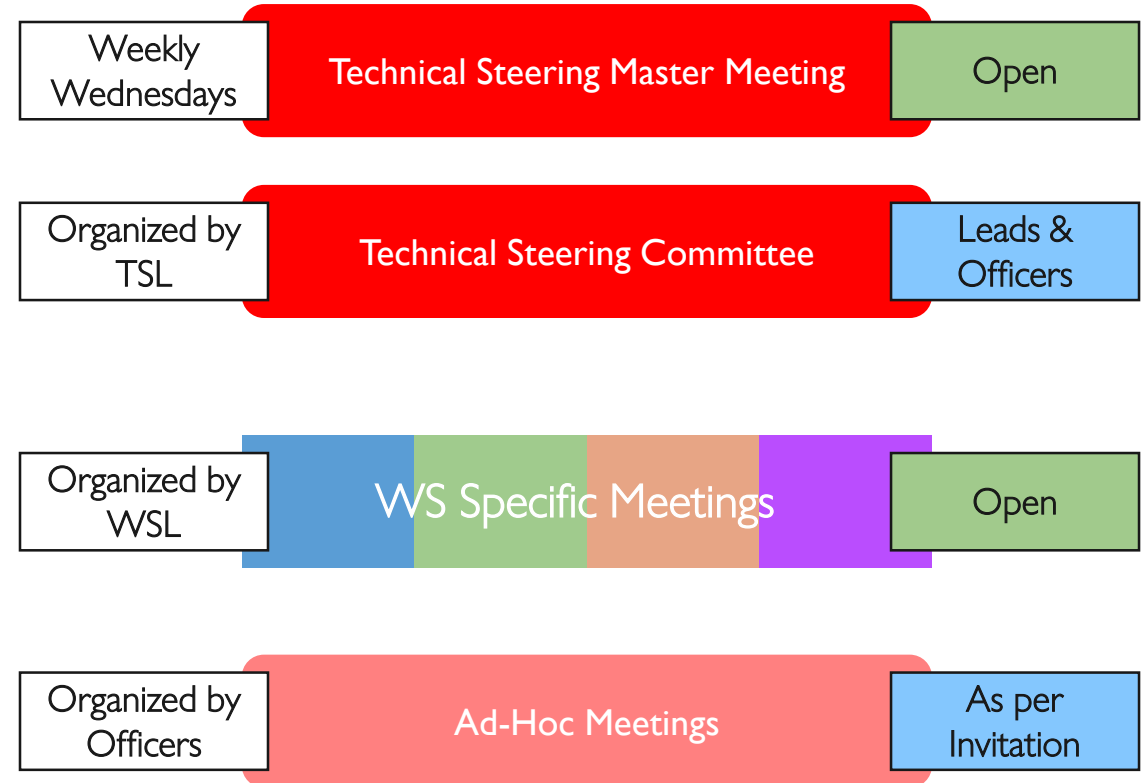 Weekly
Wednesdays
Technical Steering Master Meeting
Open
Organized by
TSL
Technical Steering Committee
Leads &
Officers
Organized by
WSL
WS Specific Meetings
Open
Organized by
Officers
Ad-Hoc Meetings
As per
Invitation